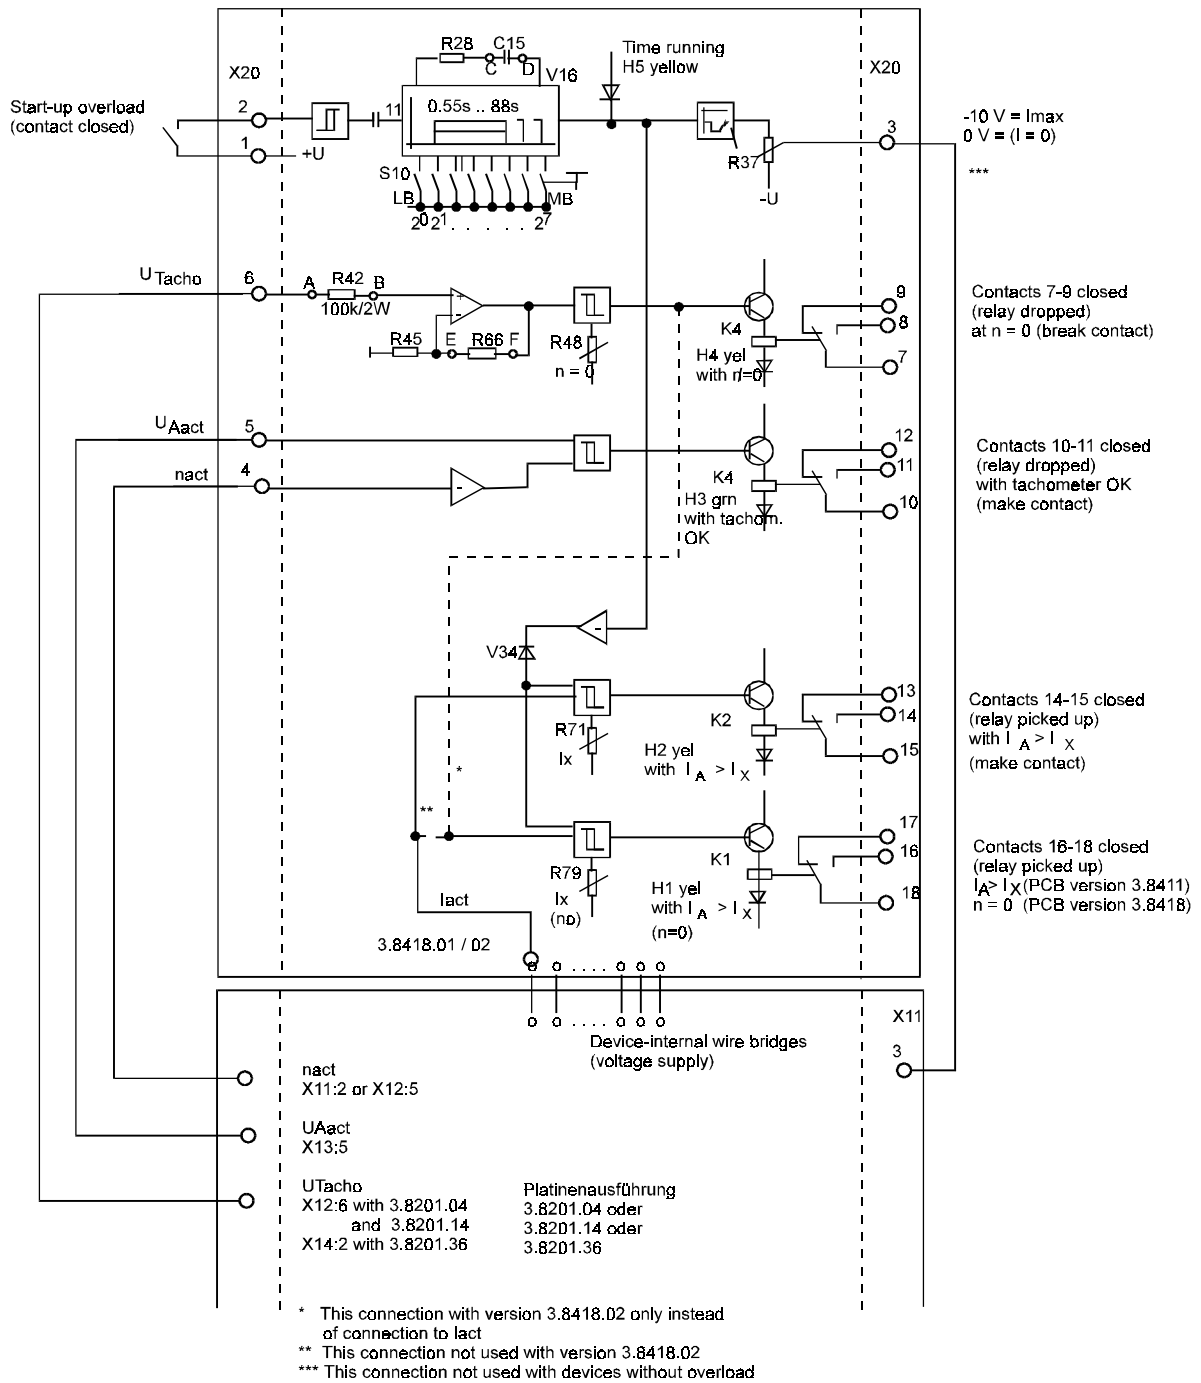 R28
C15
C
D
V16
Time running
H5 yellow
X20
X20
Start-up overload
(contact closed)
2
11
0.55s .. 88s
1
+U
R37
-U
3
-10 V = Imax
0 V = (I = 0)
***
S10
LB
MB
2 0 2 1 . . . . . . 2 7
U Tacho
6
A
R42
B
100k/2W
+
-
R45
E
R66
F
R48
n = 0
K4
H4 yel
with n/=0
9
8
7
Contacts 7-9 closed
(relay dropped)
at n = 0 (break contact)
U Aact
5
nact
4
-
K4
H3 grn
with tachom.
OK
12
11
10
Contacts 10-11 closed
(relay dropped)
with tachometer OK
(make contact)
-
V34
R71
Ix
K2
H2 yel
with I A > I X
13
14
15
Contacts 14-15 closed
(relay picked up)
with I A > I X
(make contact)
*
**
R79
Ix
(no)
K1
H1 yel
with I A > I X
(n=0)
17
16
18
Contacts 16-18 closed
(relay picked up)
I A > I X (PCB version 3.8411)
n = 0 (PCB version 3.8418)
Iact
3.8418.01 / 02
. . . .
. . . .
Device-internal wire bridges
(voltage supply)
X11
3
nact
X11:2 or X12:5
UAact
X13:5
UTacho
X12:6 with 3.8201.04
and 3.8201.14
X14:2 with 3.8201.36
Platinenausführung
3.8201.04 oder
3.8201.14 oder
3.8201.36
* This connection with version 3.8418.02 only instead
of connection to Iact
** This connection not used with version 3.8418.02
*** This connection not used with devices without overload